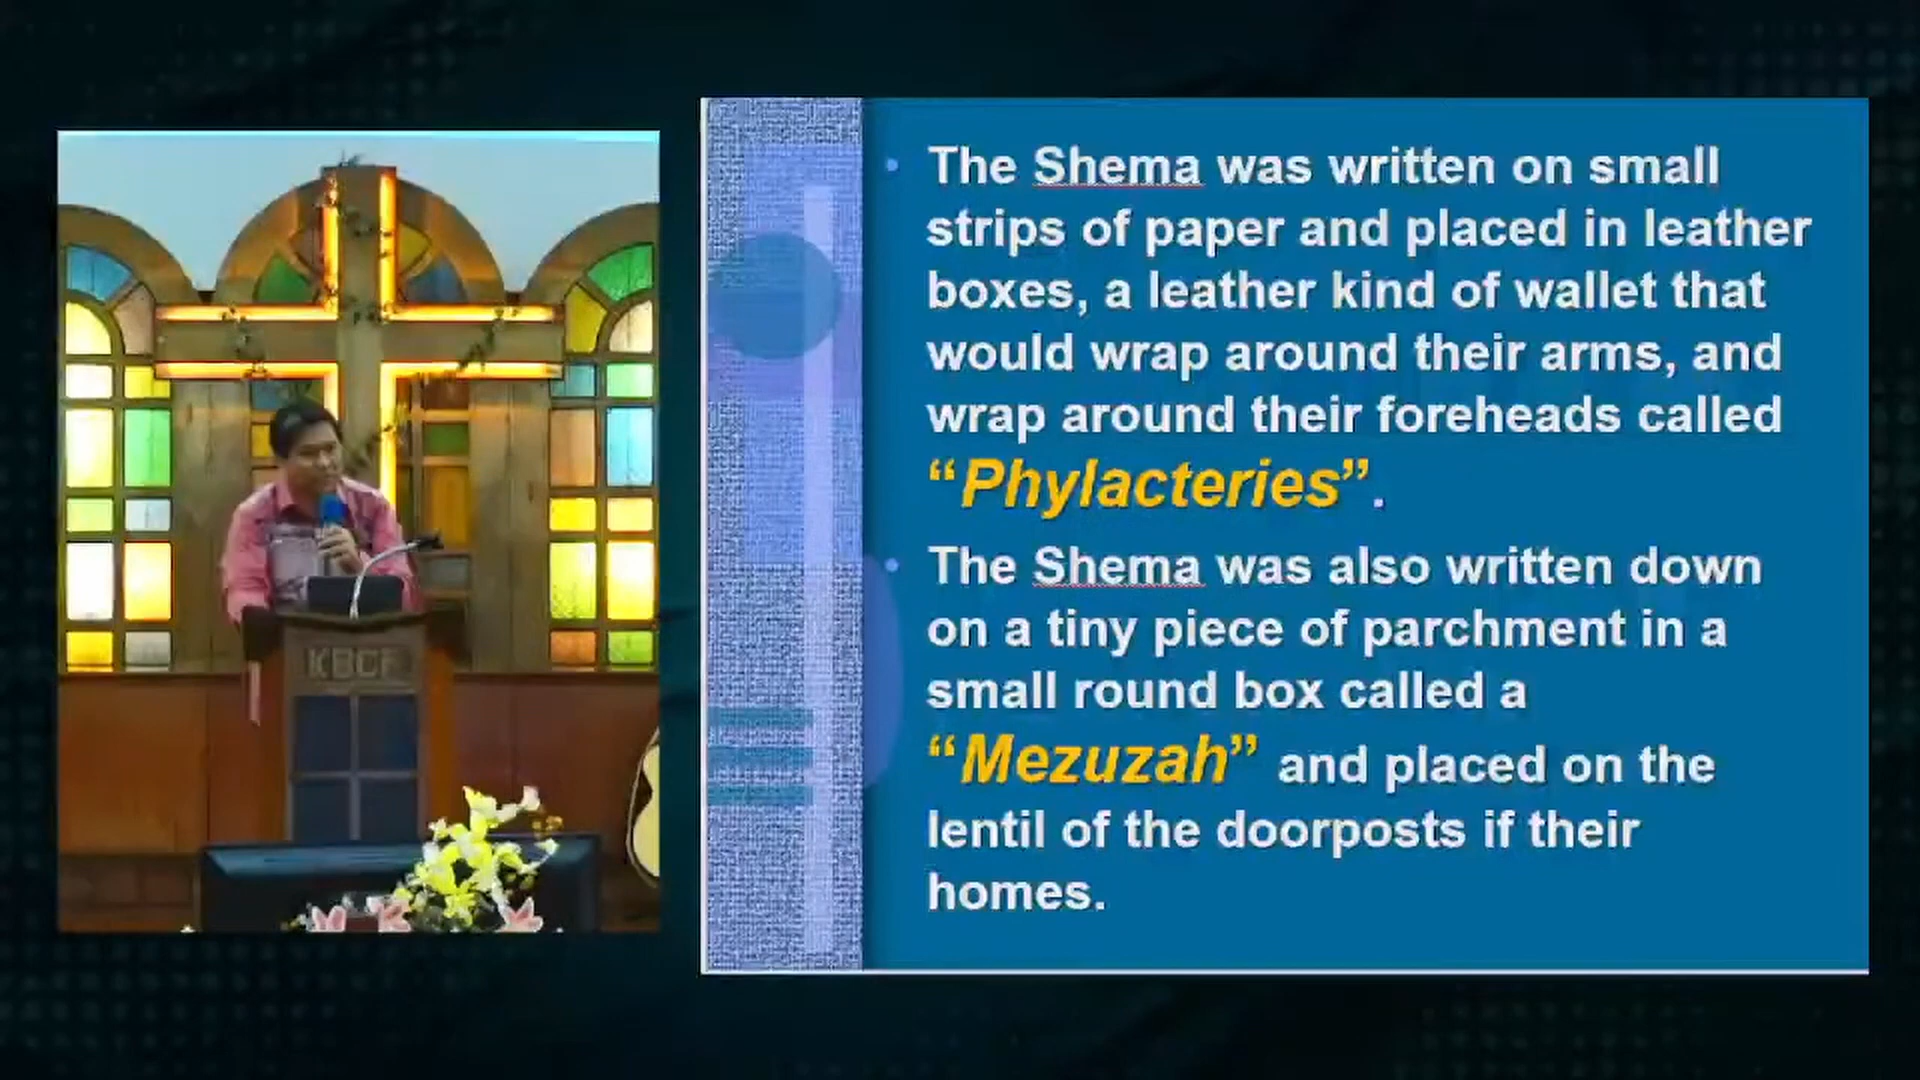 KBCF
The Shema was written on small
strips of paper and placed in leather
boxes, a leather kind of wallet that
would wrap around their arms, and
wrap around their foreheads called
“Phylacteries”.
The Shema was also written down
on a tiny piece of parchment in a
small round box called a
“Mezuzah” and placed on the
lentil of the doorposts if their
homes.